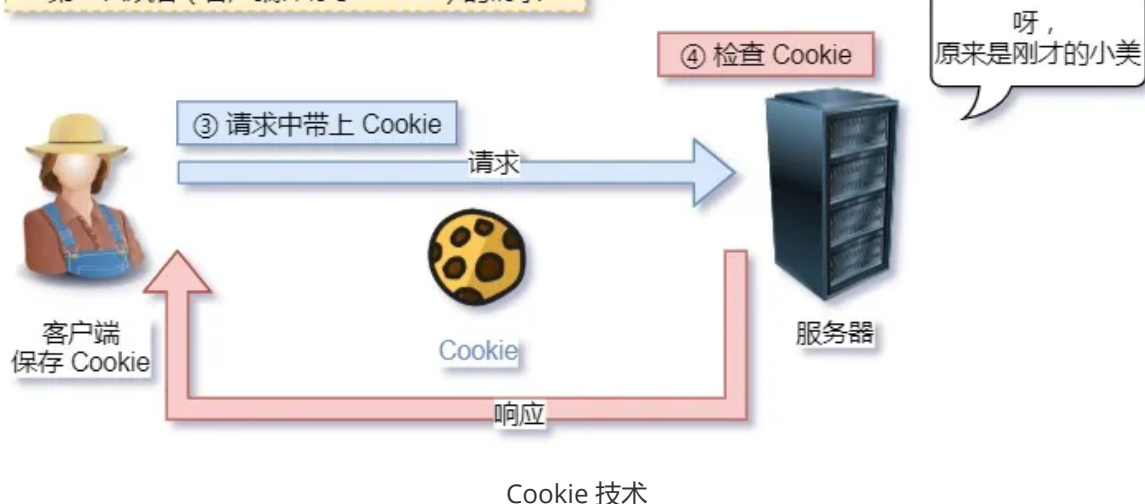 呀，
原来是刚才的小美
④ 检查 Cookie
③ 请求中带上 Cookie
请求
客户端
保存 Cookie
Cookie
服务器
响应
Cookie 技术